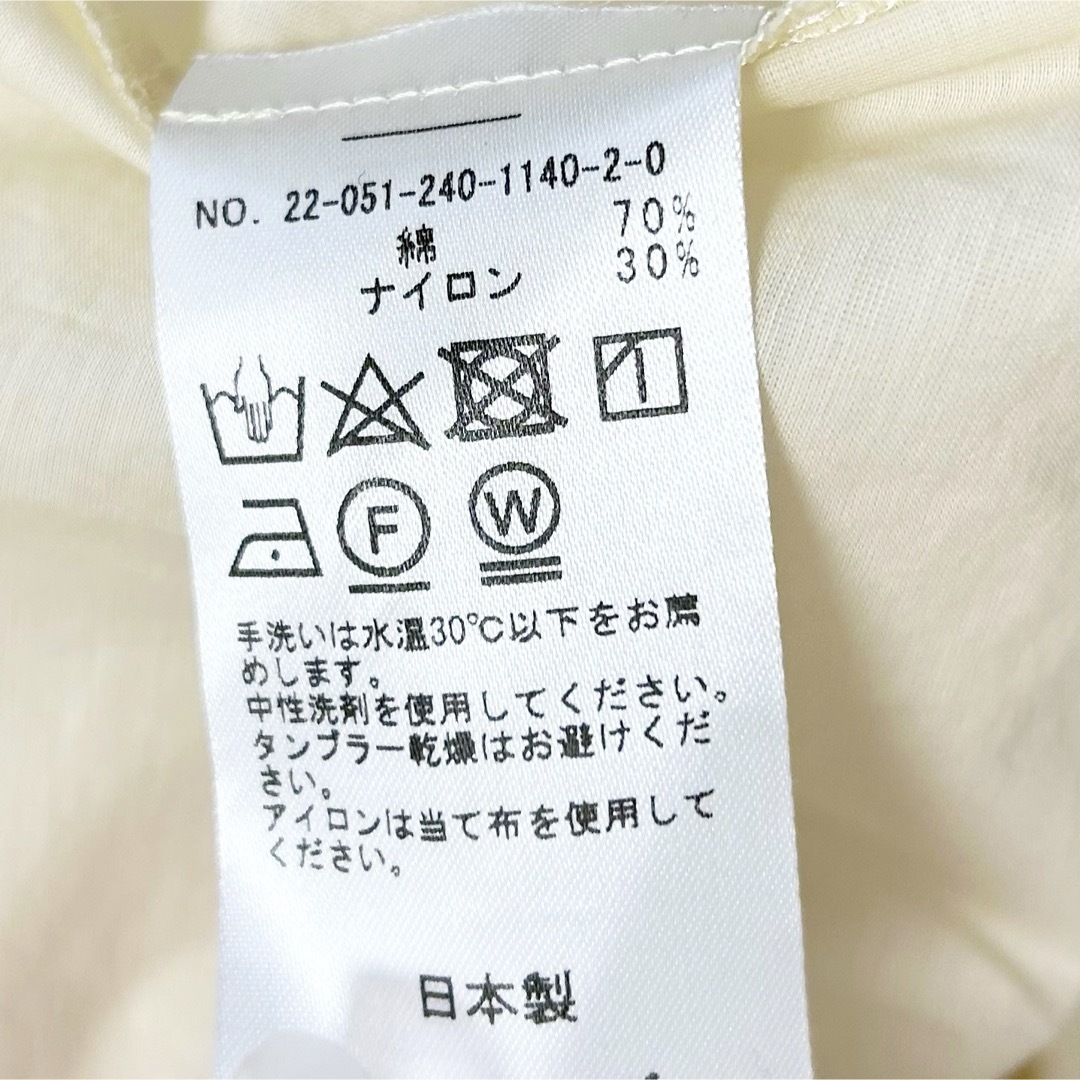 NO. 22-051-240-1140-2-0
綿 70%
ナイロン 30%
F W
手洗いは水温30℃以下をお薦
めします。
中性洗剤を使用してください。
タンブラー乾燥はお避けくだ
さい。
アイロンは当て布を使用して
ください。
日本製